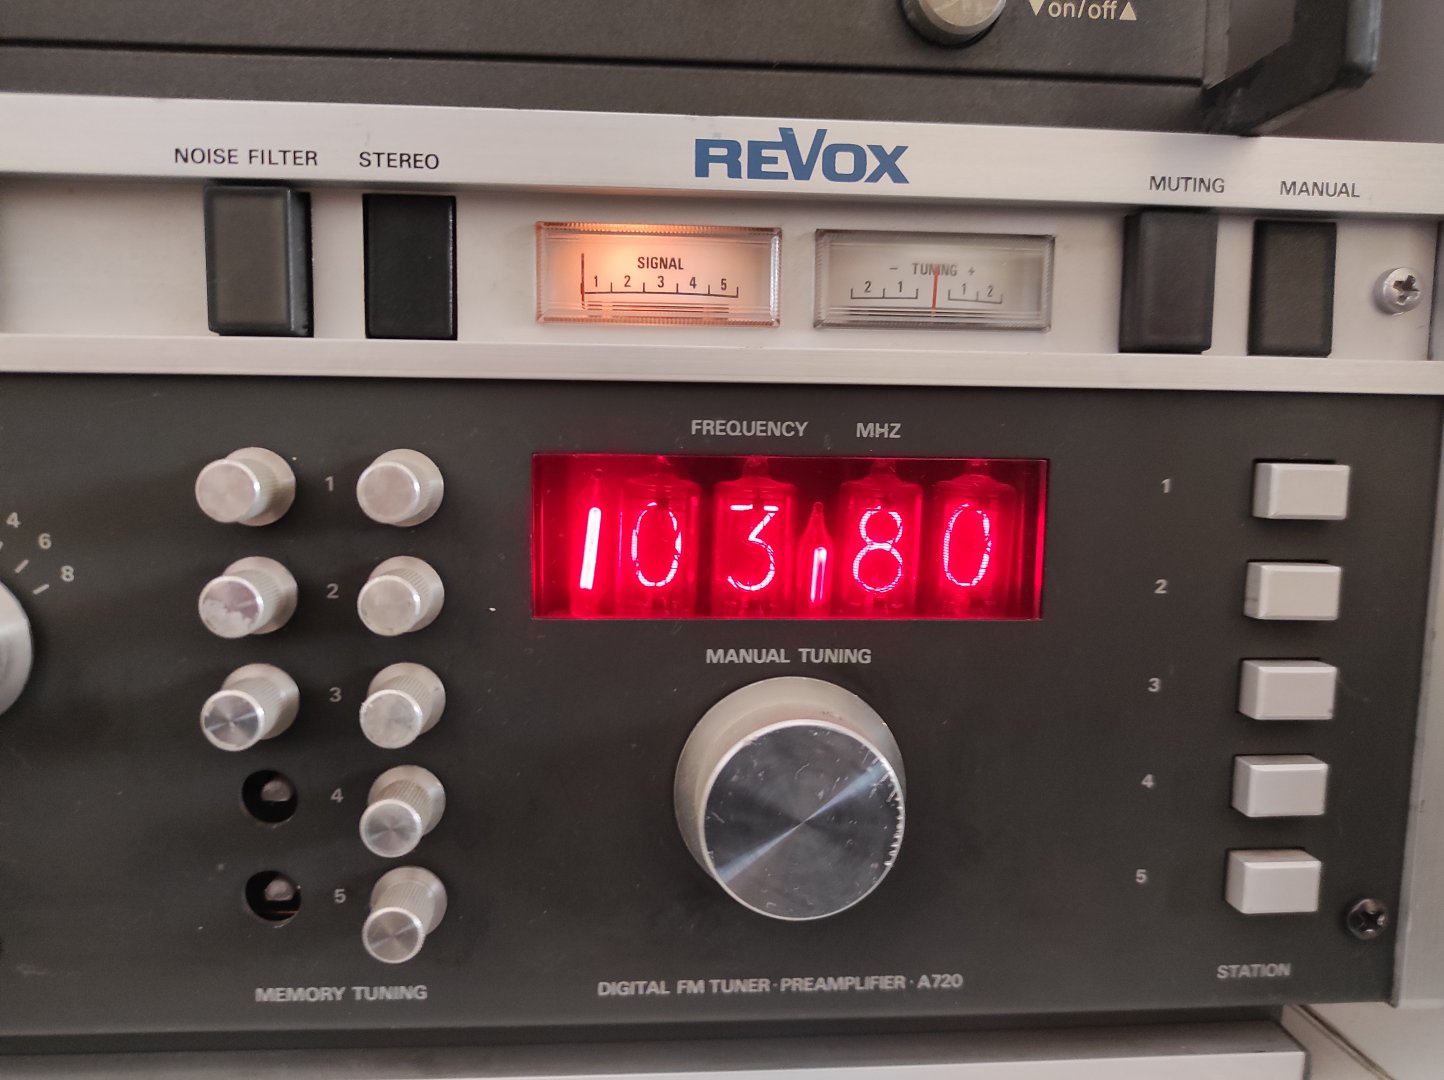 ▼on/off▲
REVOX
NOISE FILTER STEREO
MUTING MANUAL
SIGNAL
1 2 3 4 5
− TUNING +
2 1 1 2
FREQUENCY MHZ
103,80
4
6
8
1
2
3
4
5
MEMORY TUNING
MANUAL TUNING
DIGITAL FM TUNER·PREAMPLIFIER·A720
1
2
3
4
5
STATION